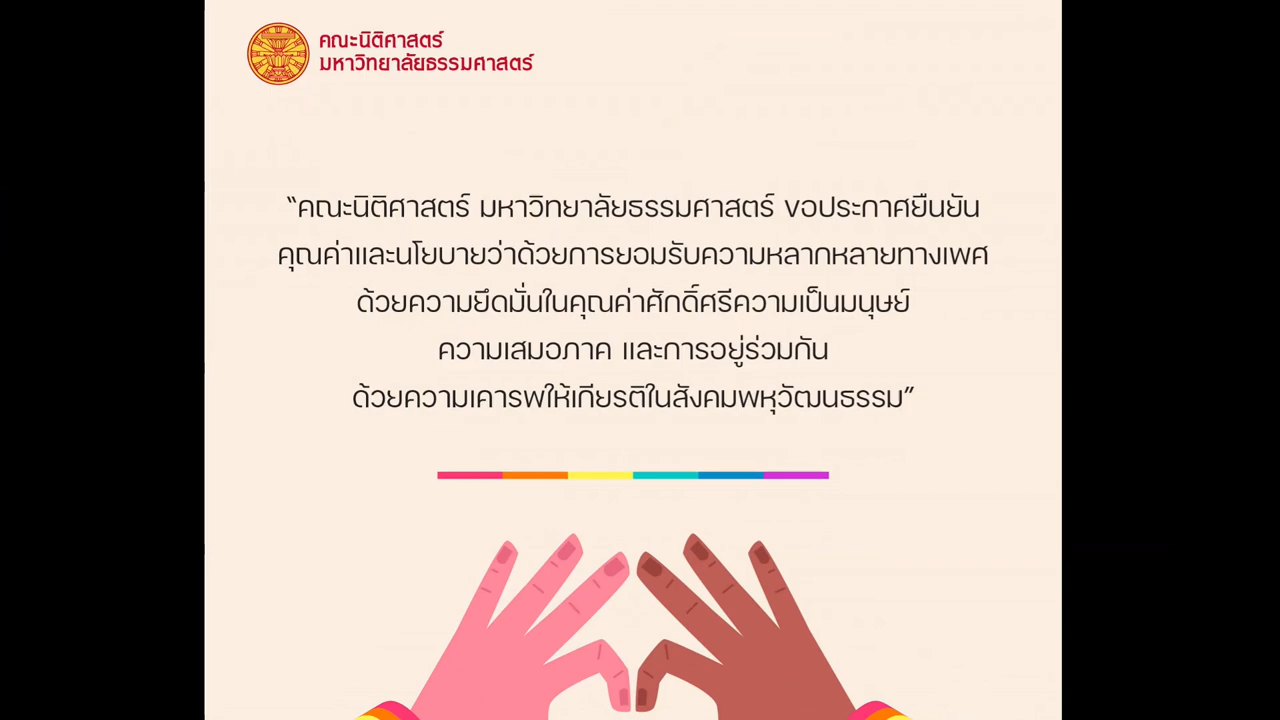 คณะนิติศาสตร์
มหาวิทยาลัยธรรมศาสตร์
“คณะนิติศาสตร์ มหาวิทยาลัยธรรมศาสตร์ ขอประกาศยืนยัน
คุณค่าและนโยบายว่าด้วยการยอมรับความหลากหลายทางเพศ
ด้วยความยึดมั่นในคุณค่าศักดิ์ศรีความเป็นมนุษย์
ความเสมอภาค และการอยู่ร่วมกัน
ด้วยความเคารพให้เกียรติในสังคมพหุวัฒนธรรม”